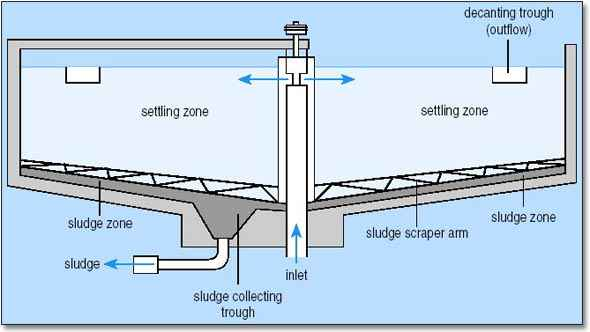 decanting trough
(outflow)
settling zone
settling zone
sludge zone
sludge zone
sludge scraper arm
sludge
inlet
sludge collecting
trough